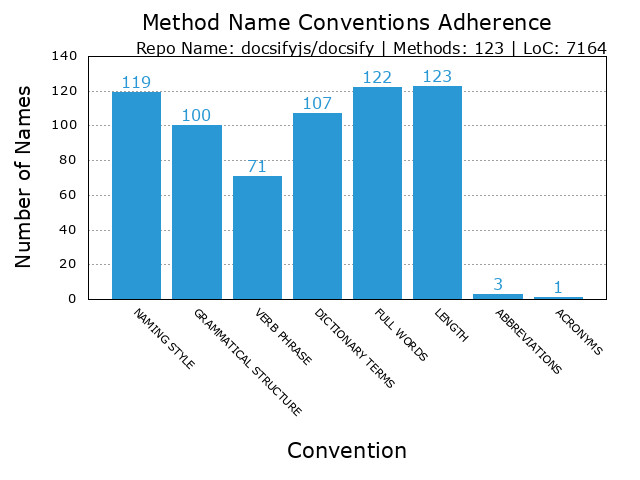 Method Name Conventions Adherence
Repo Name: docsifyjs/docsify | Methods: 123 | LoC: 7164
140
120
100
80
60
40
20
0
Number of Names
119
100
71
107
122
123
3
1
NAMING STYLE
GRAMMATICAL STRUCTURE
VERB PHRASE
DICTIONARY TERMS
FULL WORDS
LENGTH
ABBREVIATIONS
ACRONYMS
Convention